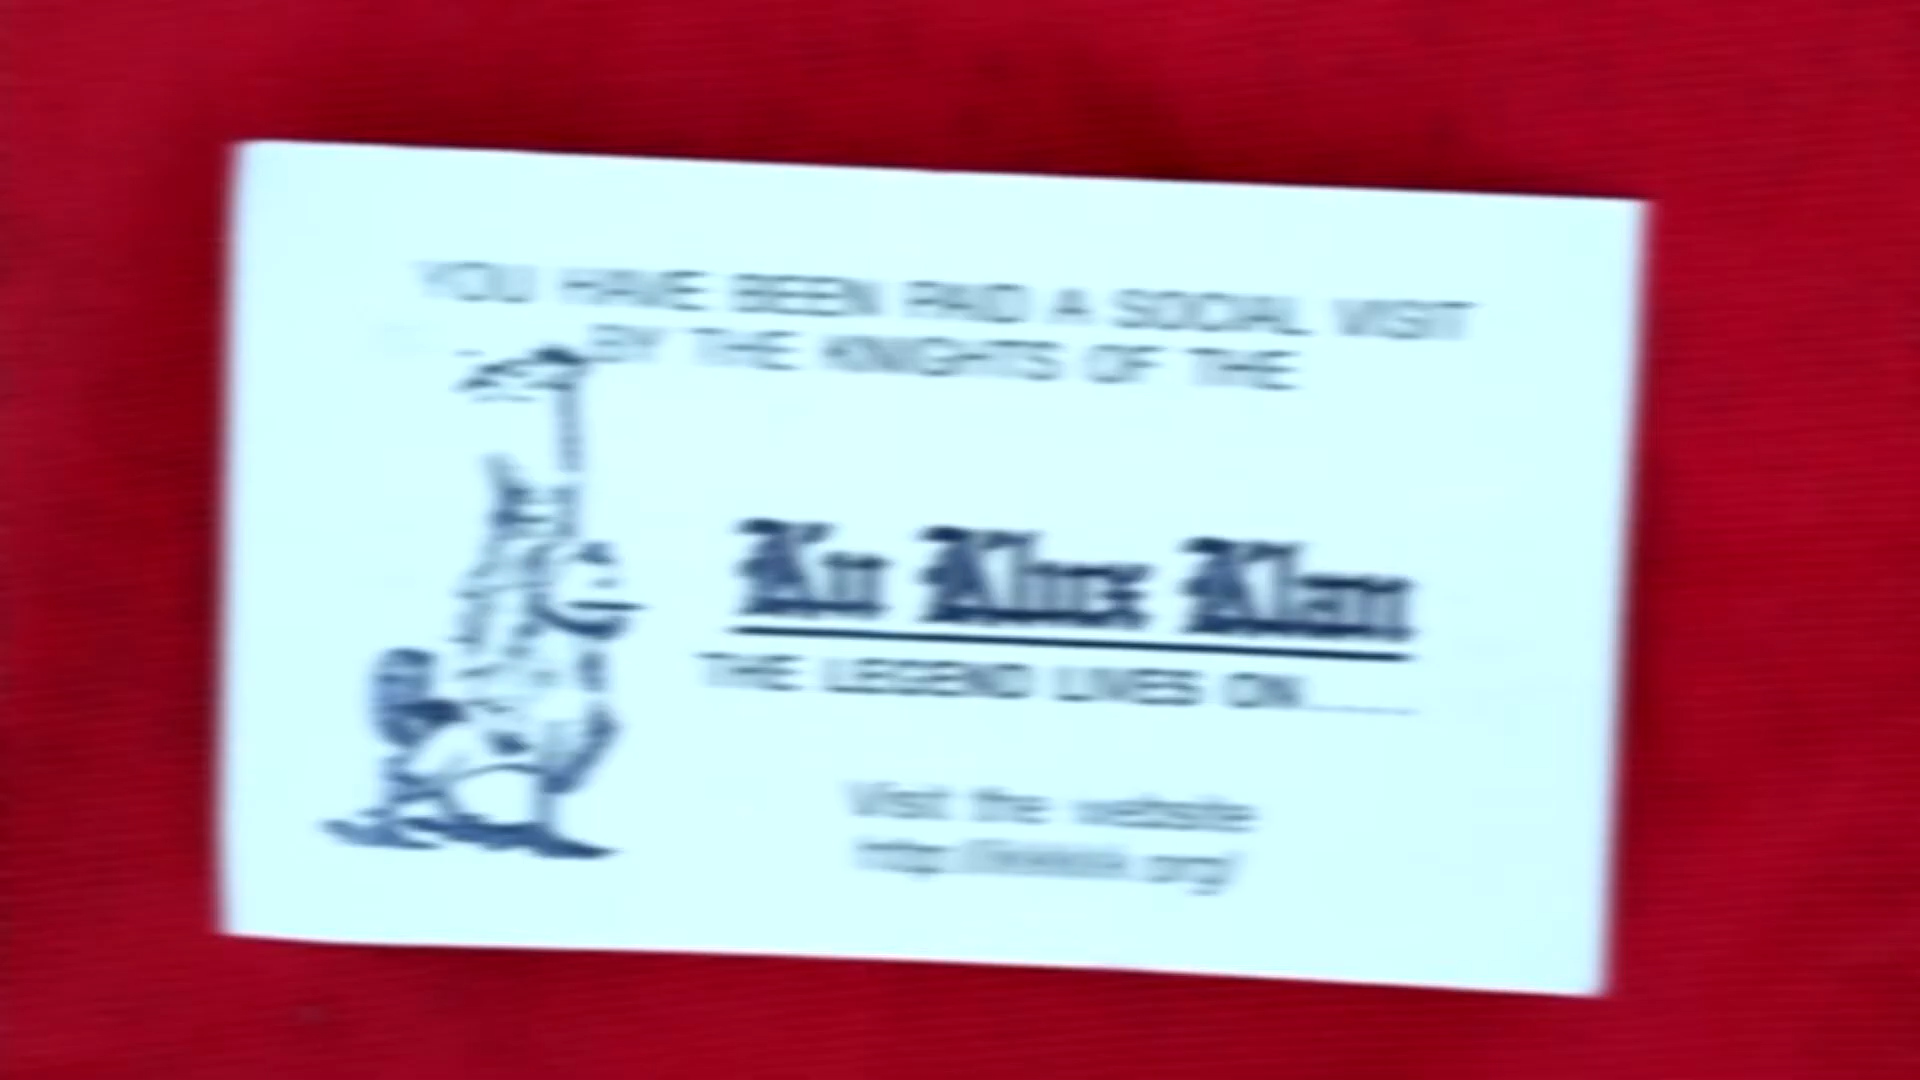 YOU HAVE BEEN PAID A SOCIAL VISIT
BY THE KNIGHTS OF THE
Ku Klux Klan
THE LEGEND LIVES ON......
Visit the website